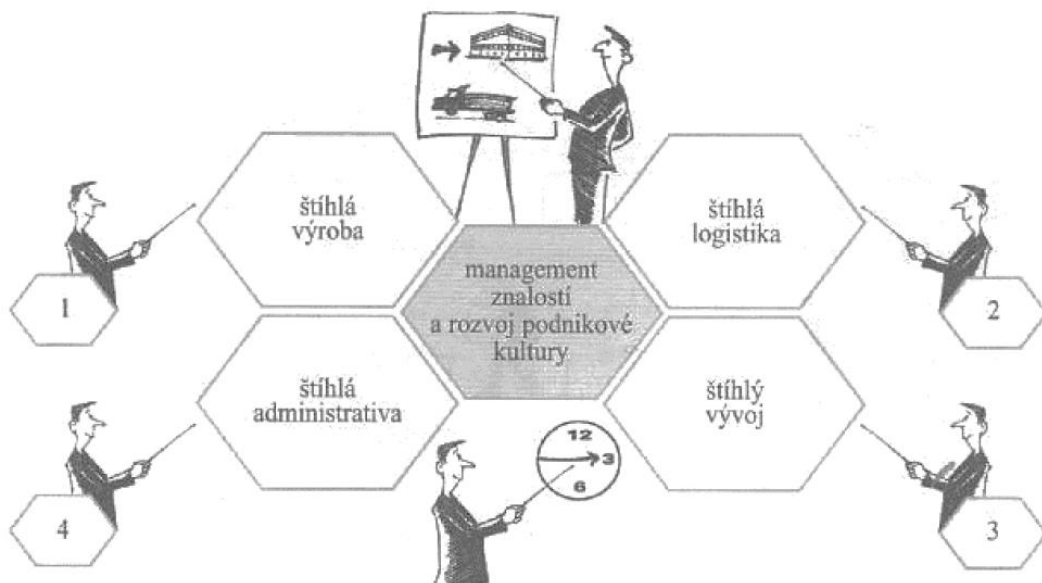 štíhlá
výroba
štíhlá
logistika
1
2
management
znalostí
a rozvoj podnikové
kultury
štíhlá
administrativa
štíhlý
vývoj
4
3
12
3
6